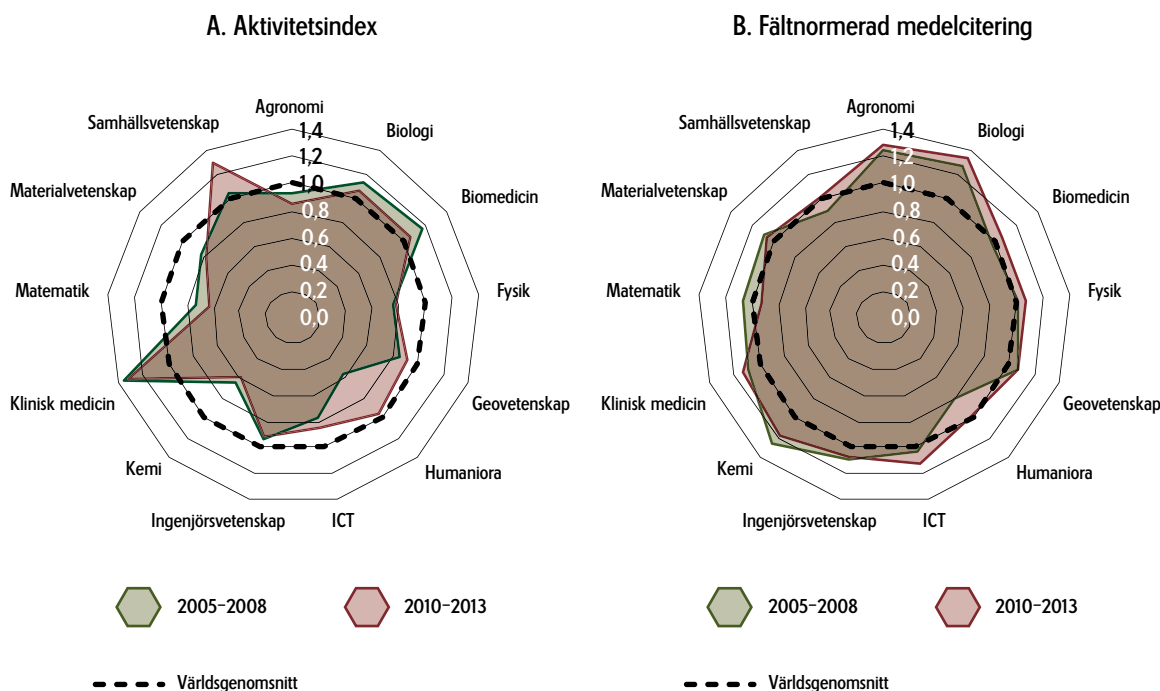 A. Aktivitetsindex
Agronomi
Biologi
Biomedicin
Fysik
Geovetenskap
Humaniora
ICT
Ingenjörsvetenskap
Kemi
Klinisk medicin
Matematik
Materialvetenskap
Samhällsvetenskap
1,4
1,2
1,0
0,8
0,6
0,4
0,2
0,0
2005–2008
2010–2013
Världsgenomsnitt
B. Fältnormerad medelcitering
Agronomi
Biologi
Biomedicin
Fysik
Geovetenskap
Humaniora
ICT
Ingenjörsvetenskap
Kemi
Klinisk medicin
Matematik
Materialvetenskap
Samhällsvetenskap
1,4
1,2
1,0
0,8
0,6
0,4
0,2
0,0
2005–2008
2010–2013
Världsgenomsnitt